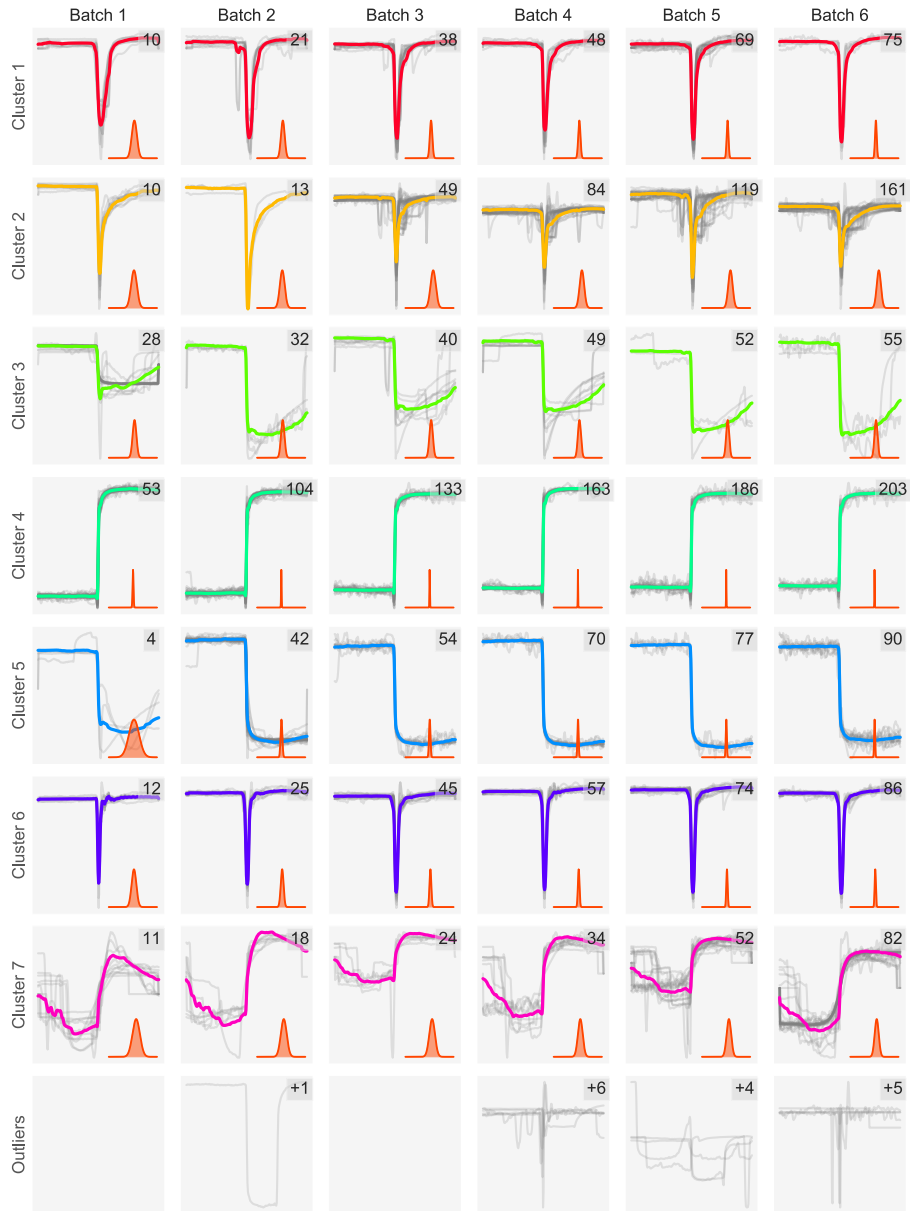 Batch 1 Batch 2 Batch 3 Batch 4 Batch 5 Batch 6
Cluster 1 10 21 38 48 69 75
Cluster 2 10 13 49 84 119 161
Cluster 3 28 32 40 49 52 55
Cluster 4 53 104 133 163 186 203
Cluster 5 4 42 54 70 77 90
Cluster 6 12 25 45 57 74 86
Cluster 7 11 18 24 34 52 82
Outliers +1 +6 +4 +5